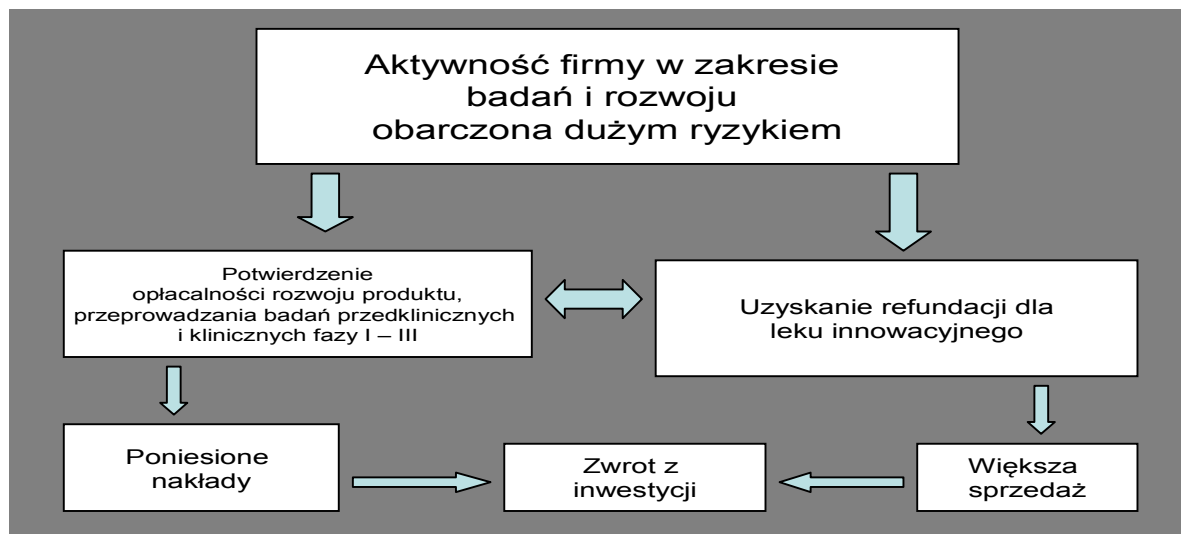 Aktywność firmy w zakresie
badań i rozwoju
obarczona dużym ryzykiem
Potwierdzenie
opłacalności rozwoju produktu,
przeprowadzania badań przedklinicznych
i klinicznych fazy I – III
Uzyskanie refundacji dla
leku innowacyjnego
Poniesione
nakłady
Zwrot z
inwestycji
Większa
sprzedaż